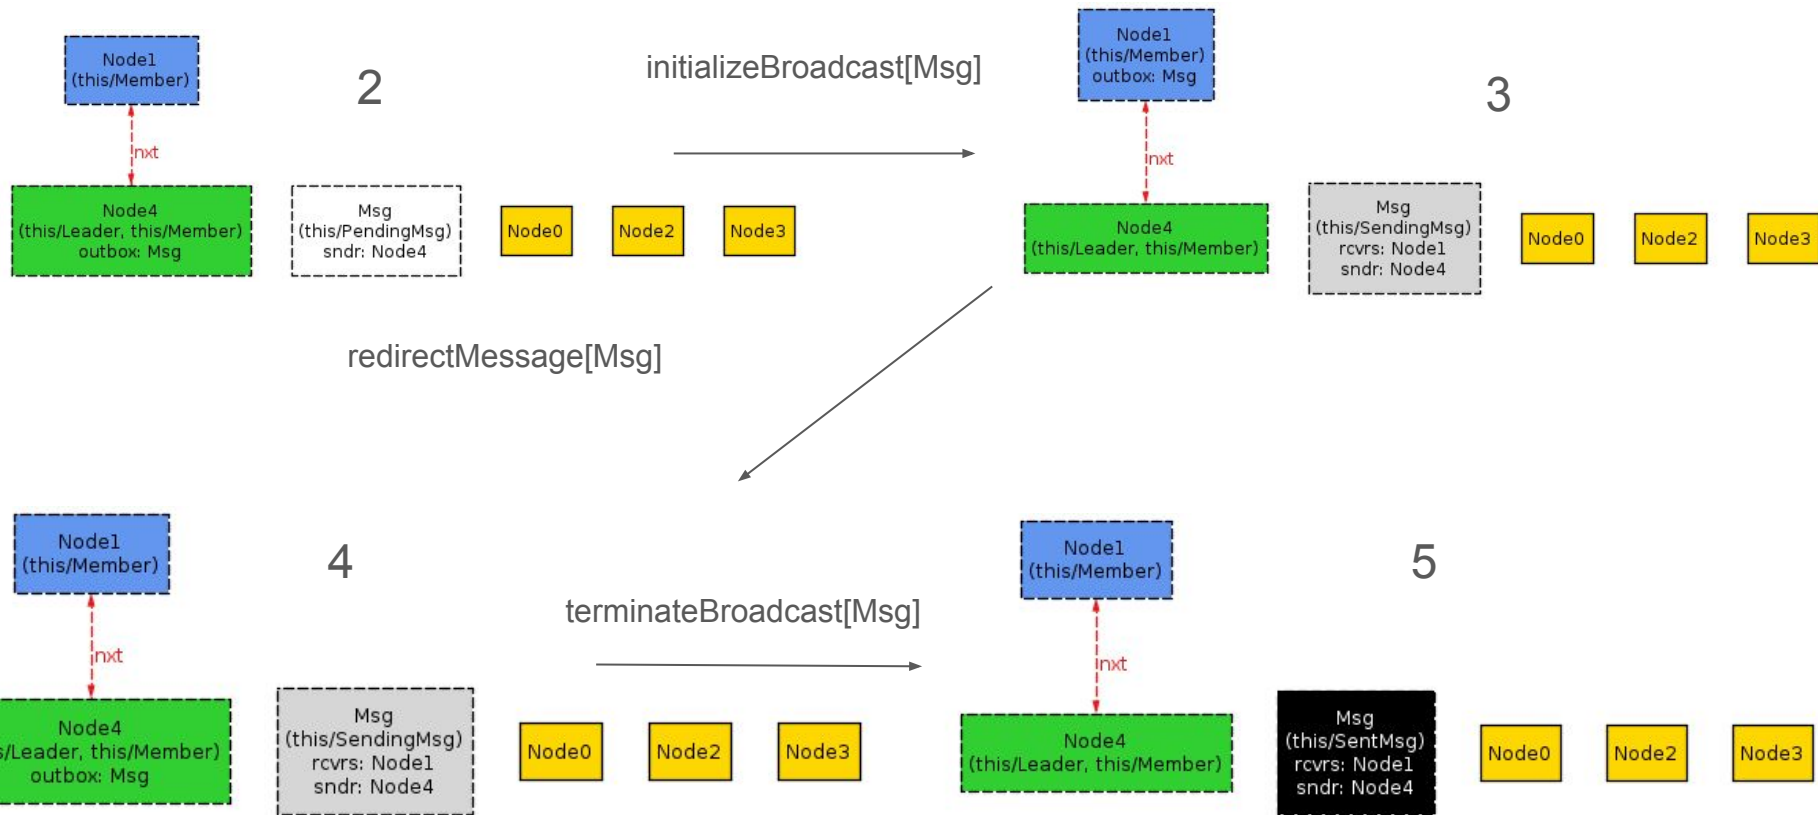 Node1
(this/Member)
2
initializeBroadcast[Msg]
Node1
(this/Member)
outbox: Msg
3
nxt
nxt
Node4
(this/Leader, this/Member)
outbox: Msg
Msg
(this/PendingMsg)
sndr: Node4
Node0
Node2
Node3
Node4
(this/Leader, this/Member)
Msg
(this/SendingMsg)
rcvrs: Node1
sndr: Node4
Node0
Node2
Node3
redirectMessage[Msg]
Node1
(this/Member)
4
terminateBroadcast[Msg]
Node1
(this/Member)
5
nxt
nxt
Node4
s/Leader, this/Member)
outbox: Msg
Msg
(this/SendingMsg)
rcvrs: Node1
sndr: Node4
Node0
Node2
Node3
Node4
(this/Leader, this/Member)
Msg
(this/SentMsg)
rcvrs: Node1
sndr: Node4
Node0
Node2
Node3